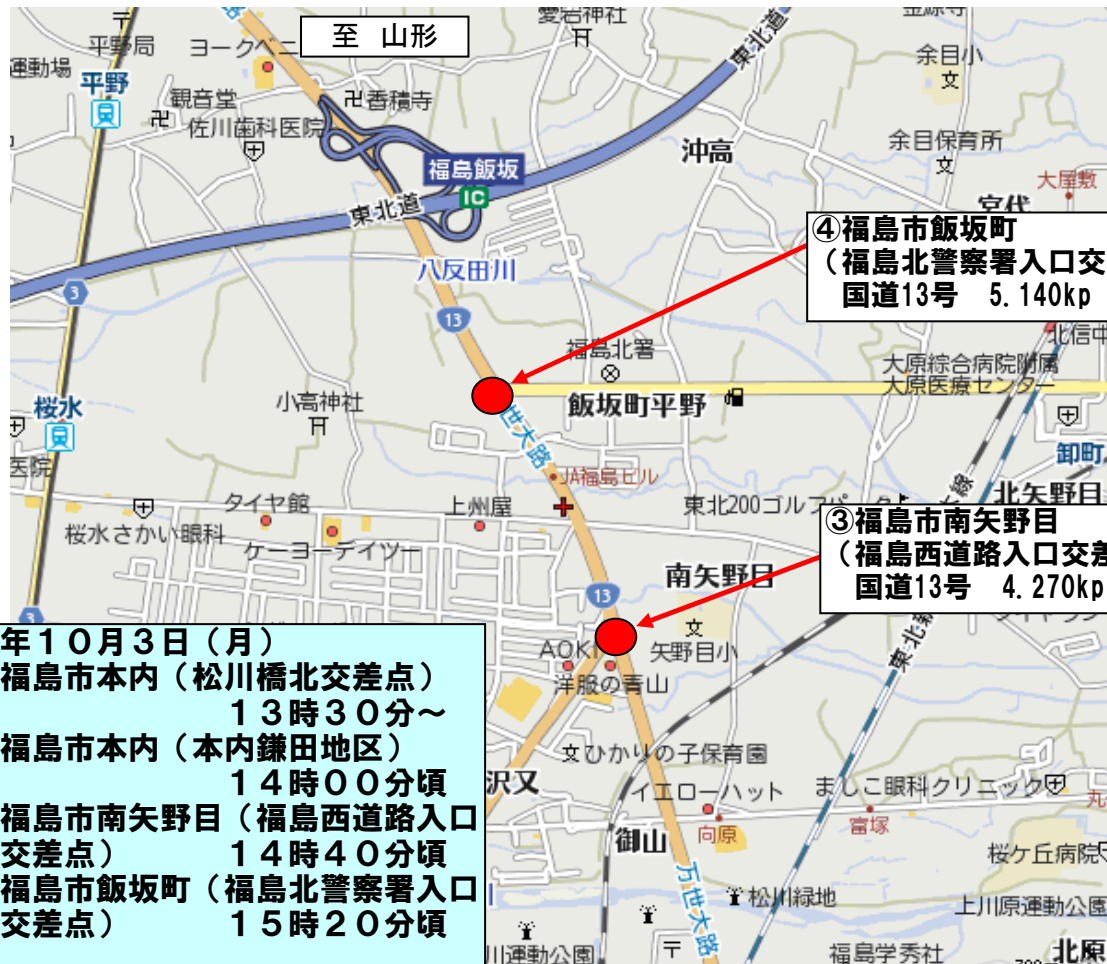 至 山形
愛宕神社
東北道
平野局
ヨークベニ
運動場
平野
観音堂
香積寺
佐川歯科医院
余目小
余目保育所
沖高
大屋敷
宮代
福島飯坂
IC
東北道
八反田川
3
13
④福島市飯坂町
（福島北警察署入口交
国道13号 5.140kp
福島北署
北信中
大原綜合病院附属
大原医療センター
小高神社
飯坂町平野
桜水
医院
万世大路
JA福島ビル
卸町
タイヤ館
上州屋
東北200ゴルフパーク
北矢野目
桜水さかい眼科
ケーヨーデイツー
③福島市南矢野目
（福島西道路入口交差
国道13号 4.270kp
南矢野目
13
3
東北新
AOKI
矢野目小
洋服の青山
年１０月３日（月）
福島市本内（松川橋北交差点）
１３時３０分～
福島市本内（本内鎌田地区）
１４時００分頃
福島市南矢野目（福島西道路入口
交差点） １４時４０分頃
福島市飯坂町（福島北警察署入口
交差点） １５時２０分頃
ひかりの子保育園
沢又
イエローハット
ましこ眼科クリニック
御山
向原
富塚
桜ケ丘病院
万世大路
松川緑地
上川原運動公園
川運動公園
福島学秀社
北原